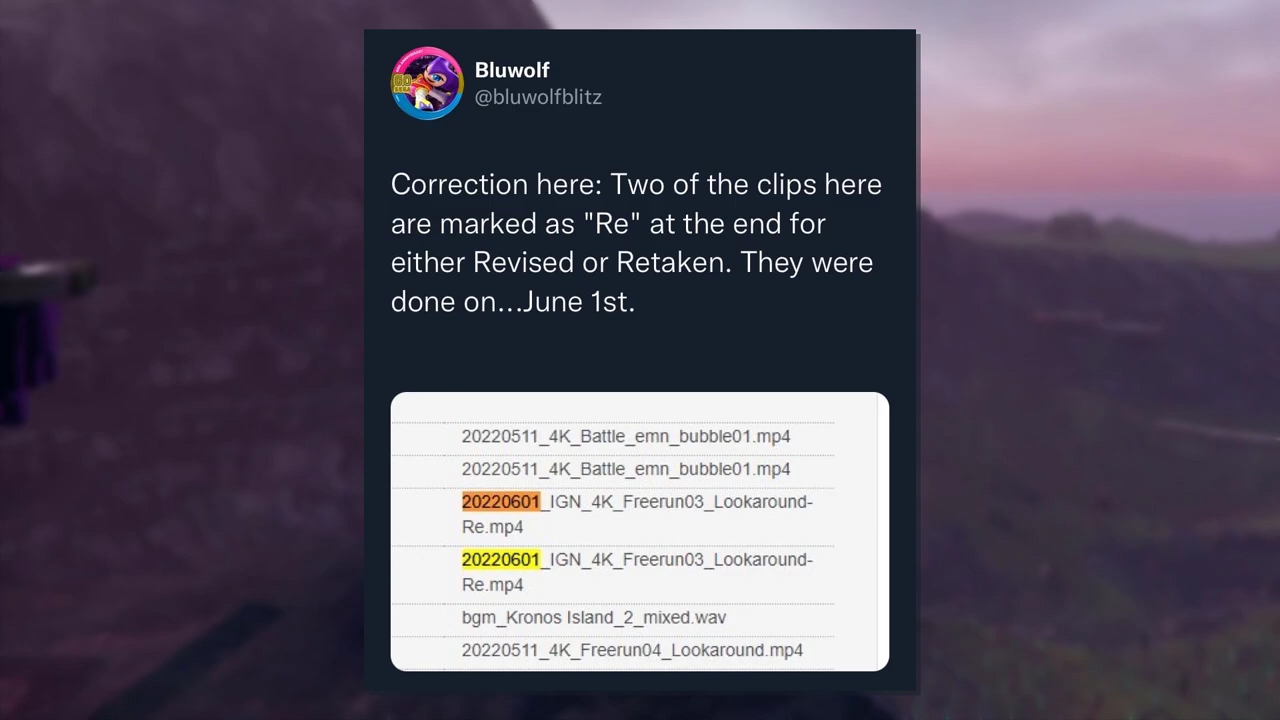 Bluwolf
@bluwolfblitz
Correction here: Two of the clips here
are marked as "Re" at the end for
either Revised or Retaken. They were
done on...June 1st.
20220511_4K_Battle_emn_bubble01.mp4
20220511_4K_Battle_emn_bubble01.mp4
20220601_IGN_4K_Freerun03_Lookaround-
Re.mp4
20220601_IGN_4K_Freerun03_Lookaround-
Re.mp4
bgm_Kronos Island_2_mixed.wav
20220511_4K_Freerun04_Lookaround.mp4